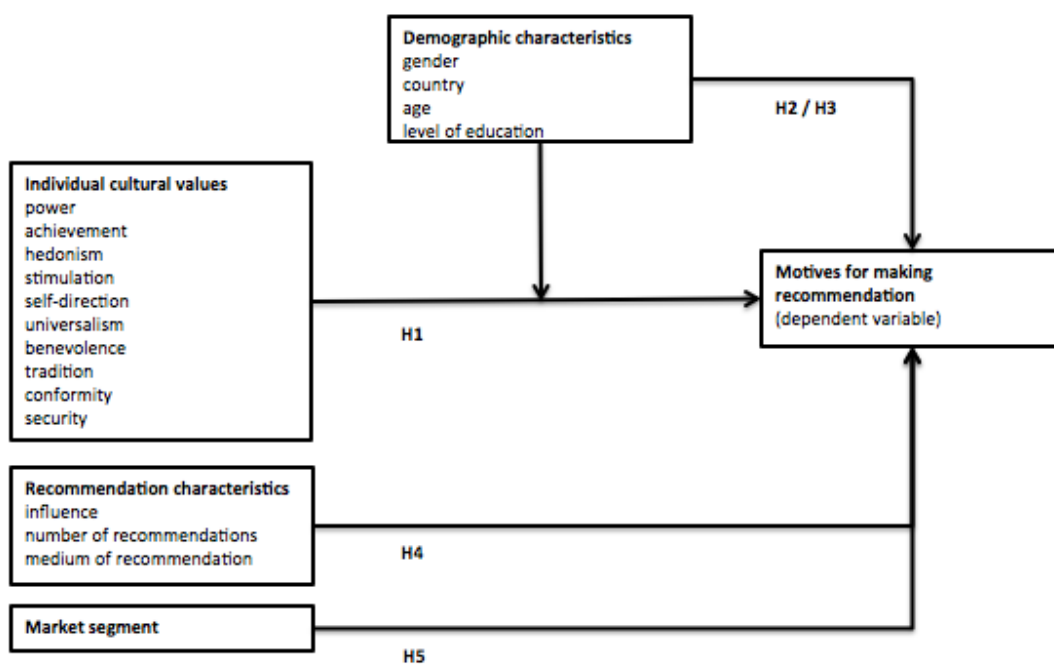 Demographic characteristics
gender
country
age
level of education
H2 / H3
Individual cultural values
power
achievement
hedonism
stimulation
self-direction
universalism
benevolence
tradition
conformity
security
H1
Motives for making
recommendation
(dependent variable)
Recommendation characteristics
influence
number of recommendations
medium of recommendation
H4
Market segment
H5